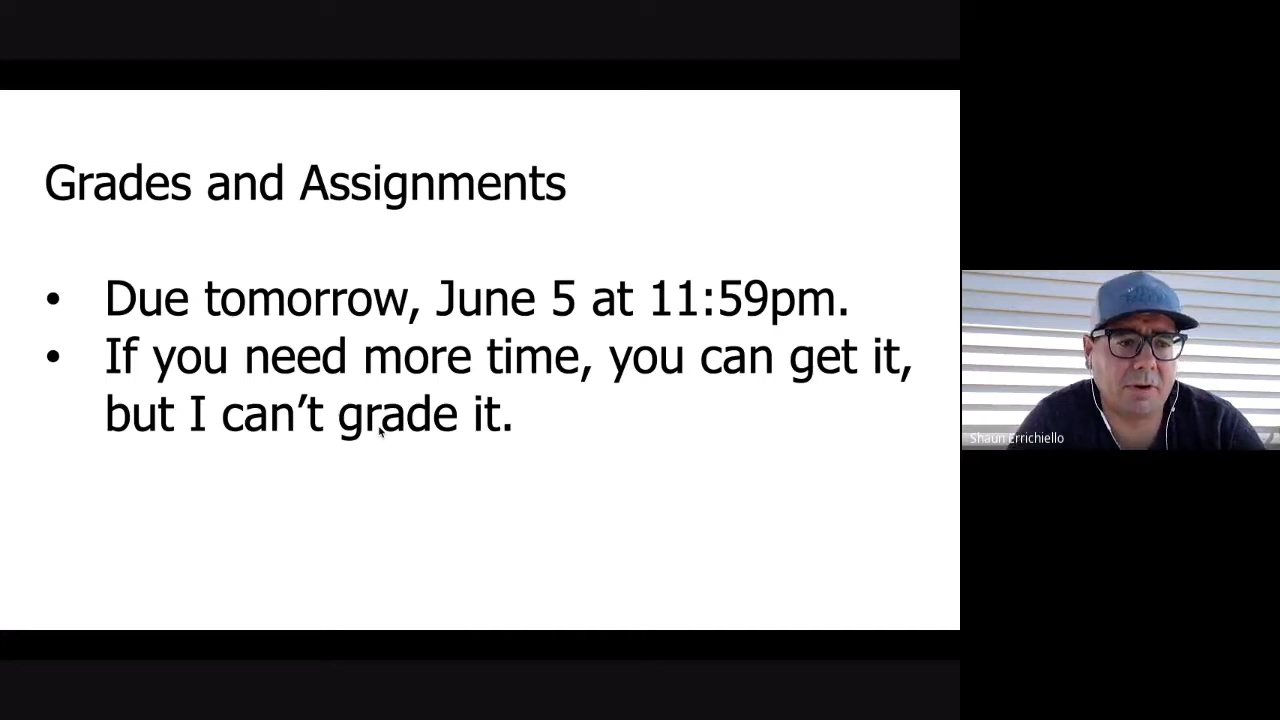 Grades and Assignments
• Due tomorrow, June 5 at 11:59pm.
• If you need more time, you can get it,
but I can’t grade it.
Shaun Errichiello